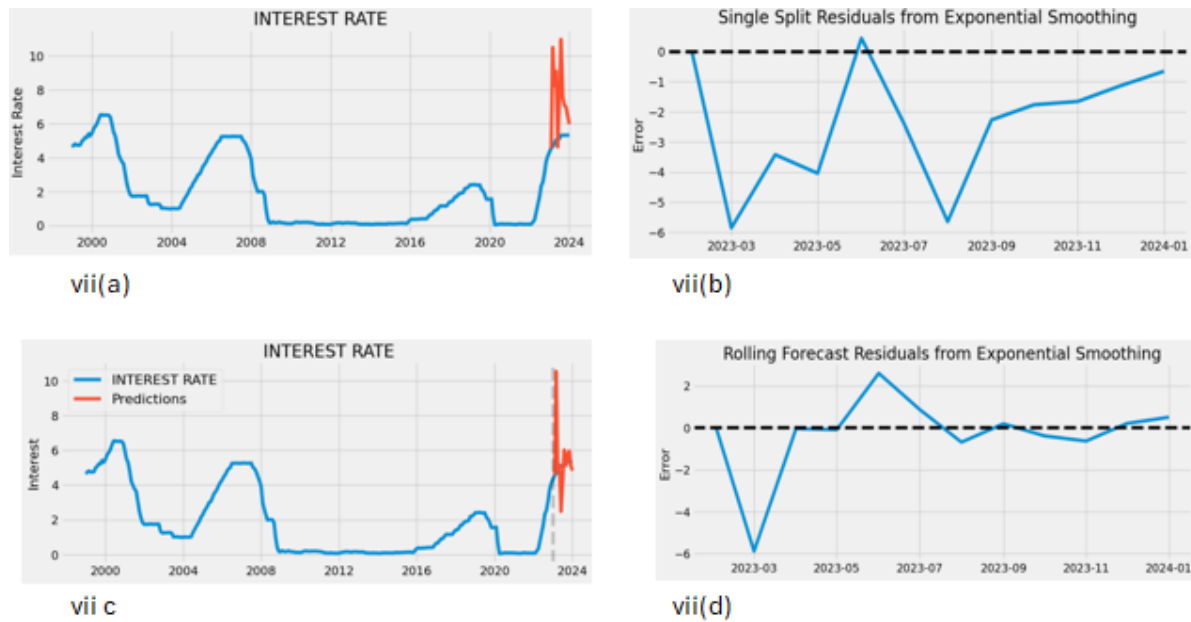 INTEREST RATE
Interest Rate
10
8
6
4
2
0
2000 2004 2008 2012 2016 2020 2024
vii(a)
Single Split Residuals from Exponential Smoothing
Error
0
−1
−2
−3
−4
−5
−6
2023-03 2023-05 2023-07 2023-09 2023-11 2024-01
vii(b)
INTEREST RATE
INTEREST RATE
Predictions
Interest
10
8
6
4
2
0
2000 2004 2008 2012 2016 2020 2024
vii c
Rolling Forecast Residuals from Exponential Smoothing
Error
2
0
−2
−4
−6
2023-03 2023-05 2023-07 2023-09 2023-11 2024-01
vii(d)